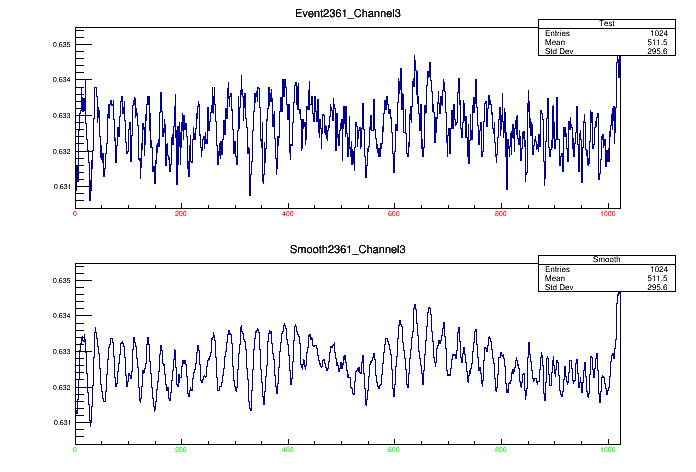 Event2361_Channel3
Test
Entries 1024
Mean 511.5
Std Dev 295.6
0.635
0.634
0.633
0.632
0.631
0 200 400 600 800 1000
Smooth2361_Channel3
Smooth
Entries 1024
Mean 511.5
Std Dev 295.6
0.635
0.634
0.633
0.632
0.631
0 200 400 600 800 1000